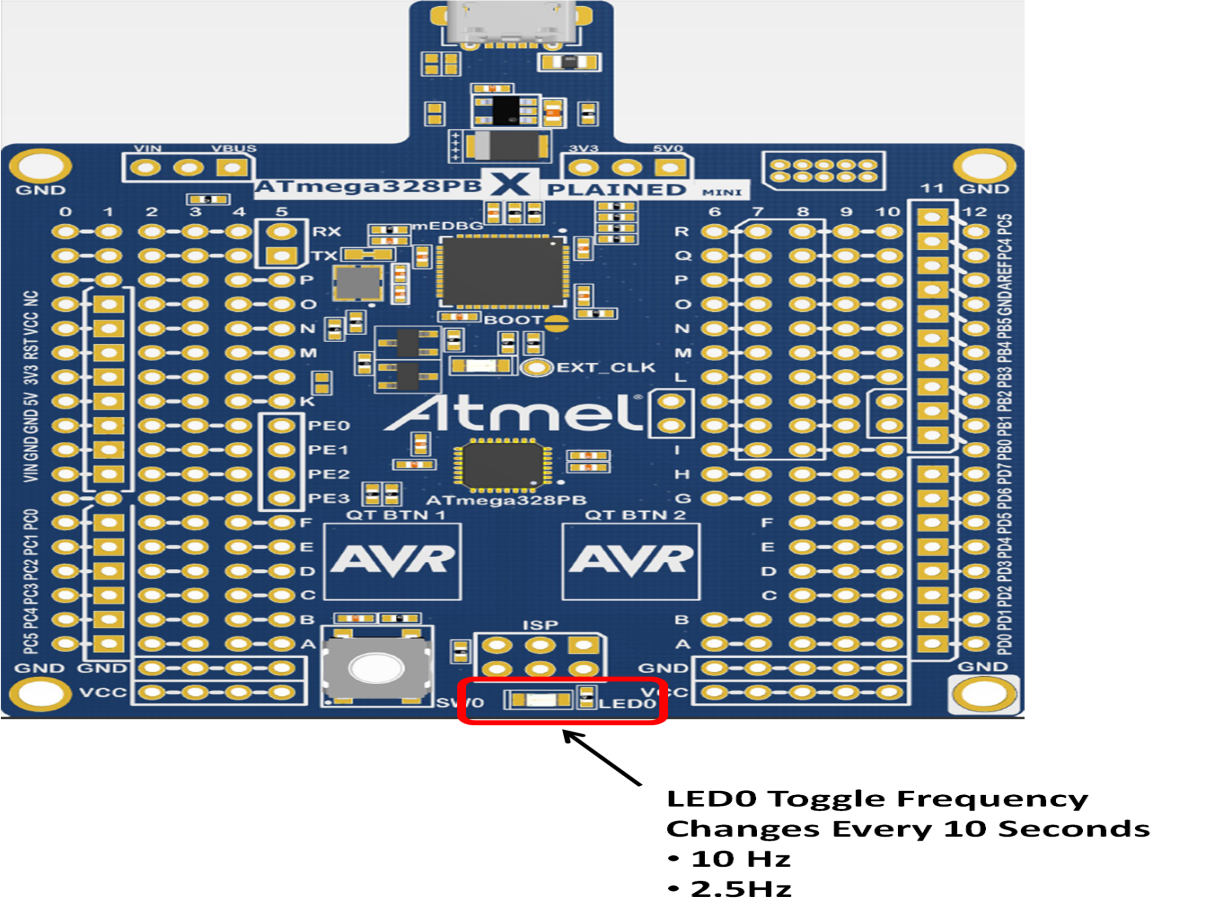 VIN VBUS
3V3 5V0
GND
GND
ATmega328PB X PLAINED MINI
0 1 2 3 4 5
6 7 8 9 10 11 12
mEDBG
RX
TX
P
O
N
M
K
PE0
PE1
PE2
PE3
F
E
D
C
B
A
R
Q
P
O
N
M
L
I
H
G
F
E
D
C
B
A
NC
VCC
RST
3V3
5V
GND
GND
VIN
PC0
PC1
PC2
PC3
PC4
PC5
PC5
PC4
AREF
GND
PB5
PB4
PB3
PB2
PB1
PB0
PD7
PD6
PD5
PD4
PD3
PD2
PD1
PD0
BOOT
EXT_CLK
Atmel®
ATmega328PB
QT BTN 1
QT BTN 2
AVR
AVR
ISP
GND GND
VCC
GND
VCC
GND
SW0
LED0
LED0 Toggle Frequency
Changes Every 10 Seconds
• 10 Hz
• 2.5Hz